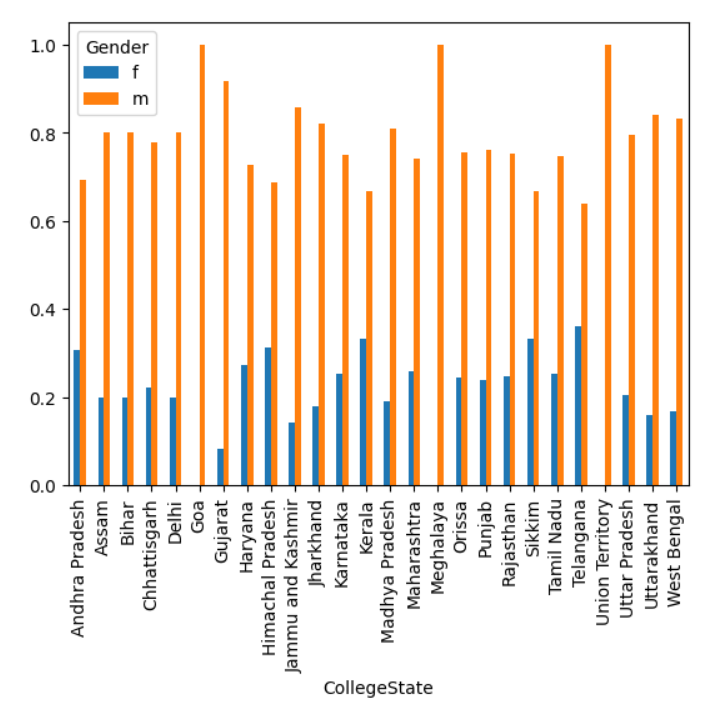 Gender
f
m
1.0
0.8
0.6
0.4
0.2
0.0
Andhra Pradesh
Assam
Bihar
Chhattisgarh
Delhi
Goa
Gujarat
Haryana
Himachal Pradesh
Jammu and Kashmir
Jharkhand
Karnataka
Kerala
Madhya Pradesh
Maharashtra
Meghalaya
Orissa
Punjab
Rajasthan
Sikkim
Tamil Nadu
Telangana
Union Territory
Uttar Pradesh
Uttarakhand
West Bengal
CollegeState